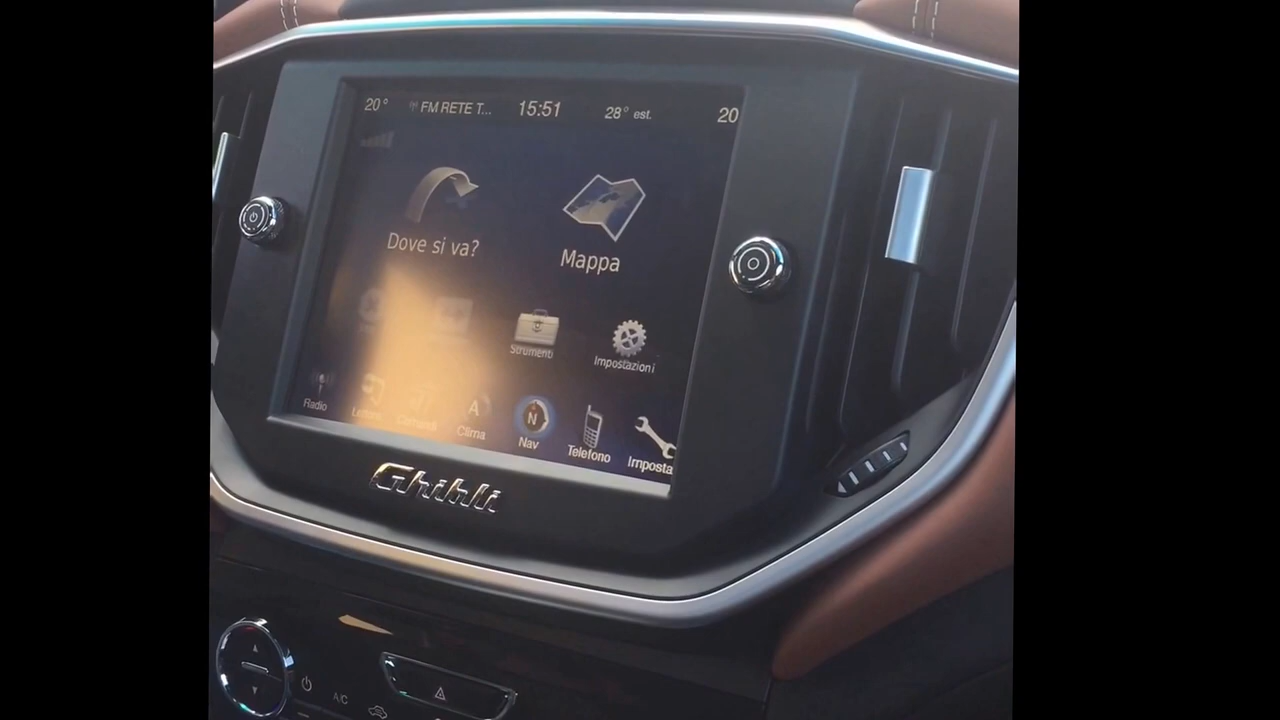 20° FM RETE T... 15:51 28° est. 20
Dove si va? Mappa
Strumenti Impostazioni
Radio Clima Nav Telefono Imposta
A
N
Ghibli
A/C